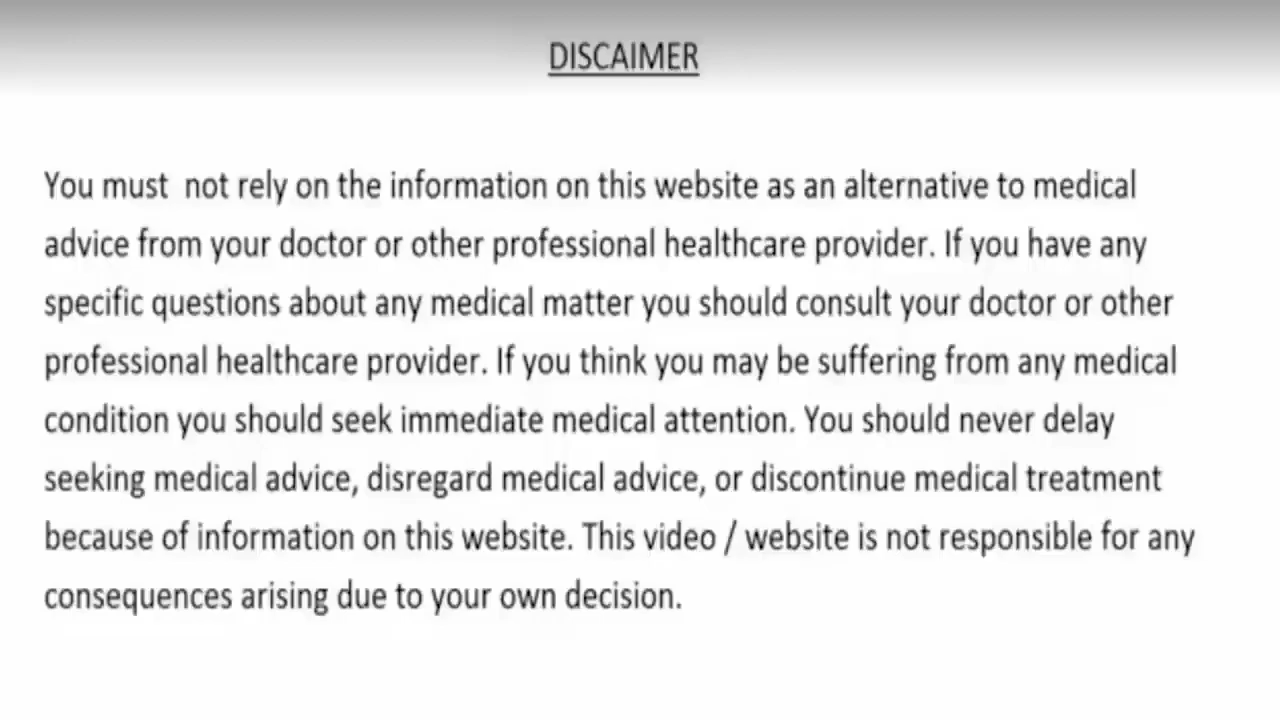 DISCAIMER
You must  not rely on the information on this website as an alternative to medical
advice from your doctor or other professional healthcare provider. If you have any
specific questions about any medical matter you should consult your doctor or other
professional healthcare provider. If you think you may be suffering from any medical
condition you should seek immediate medical attention. You should never delay
seeking medical advice, disregard medical advice, or discontinue medical treatment
because of information on this website. This video / website is not responsible for any
consequences arising due to your own decision.